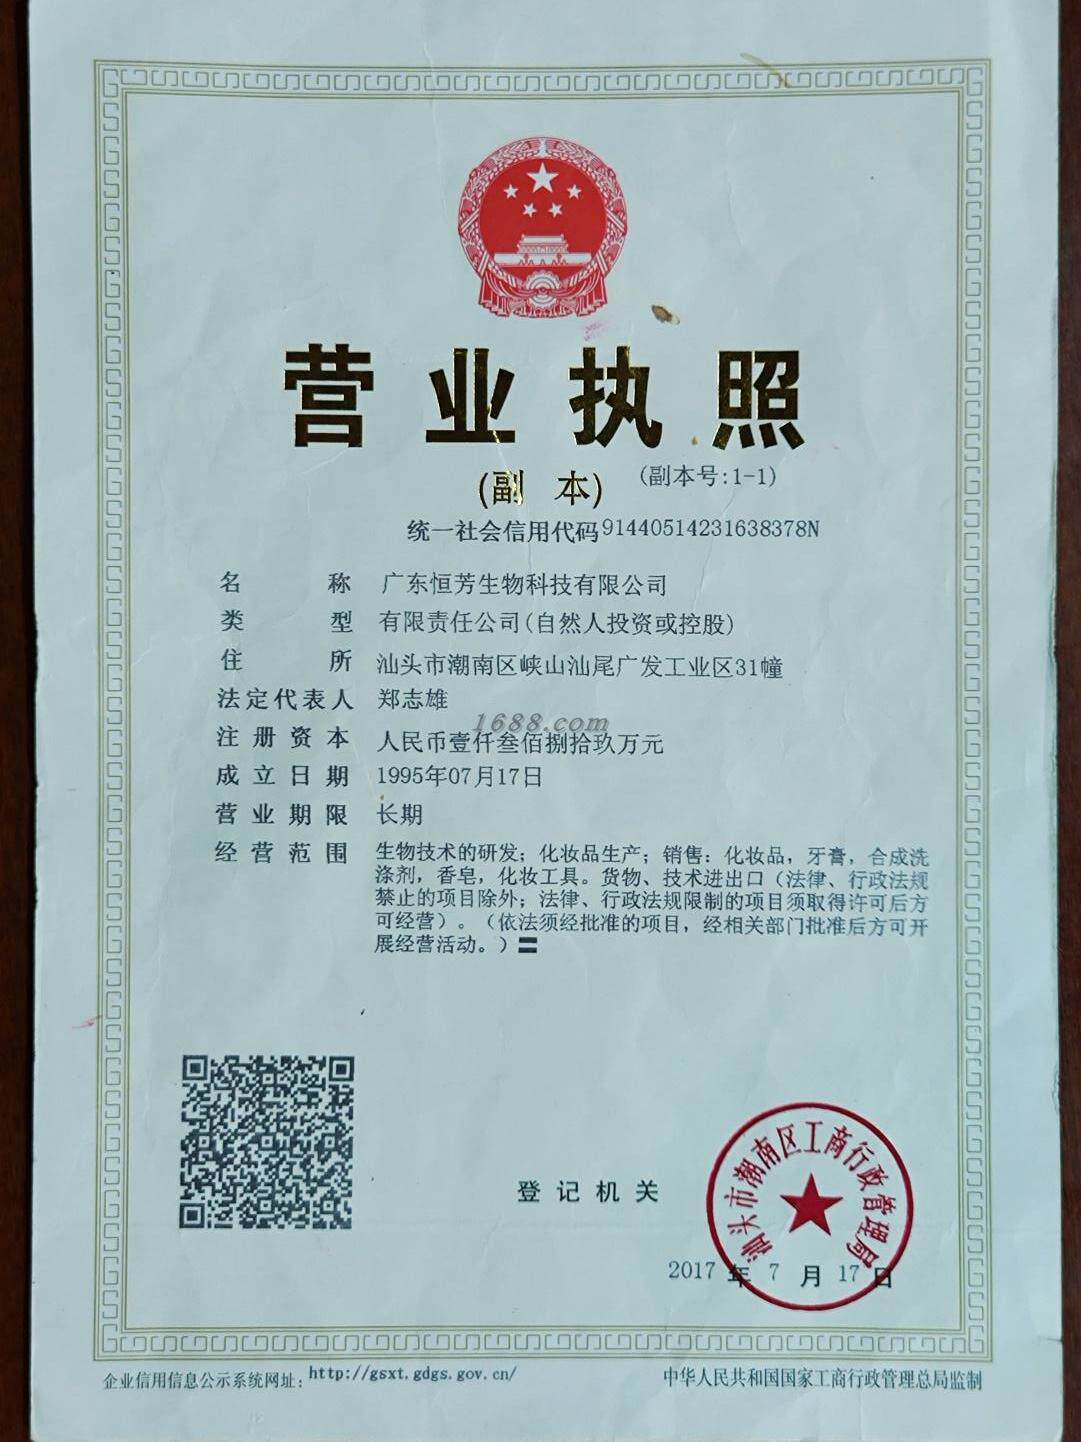 营业执照
(副 本) (副本号:1-1)
统一社会信用代码91440514231638378N
名 称 广东恒芳生物科技有限公司
类 型 有限责任公司(自然人投资或控股)
住 所 汕头市潮南区峡山汕尾广发工业区31幢
法定代表人 郑志雄
1688.com
注册资本 人民币壹仟叁佰捌拾玖万元
成立日期 1995年07月17日
营业期限 长期
经营范围 生物技术的研发；化妆品生产；销售：化妆品，牙膏，合成洗
涤剂，香皂，化妆工具。货物、技术进出口（法律、行政法规
禁止的项目除外；法律、行政法规限制的项目须取得许可后方
可经营）。（依法须经批准的项目，经相关部门批准后方可开
展经营活动。）〓
汕头市潮南区工商行政管理局
登记机关
2017 年 7 月 17 日
企业信用信息公示系统网址：http://gsxt.gdgs.gov.cn/
中华人民共和国国家工商行政管理总局监制